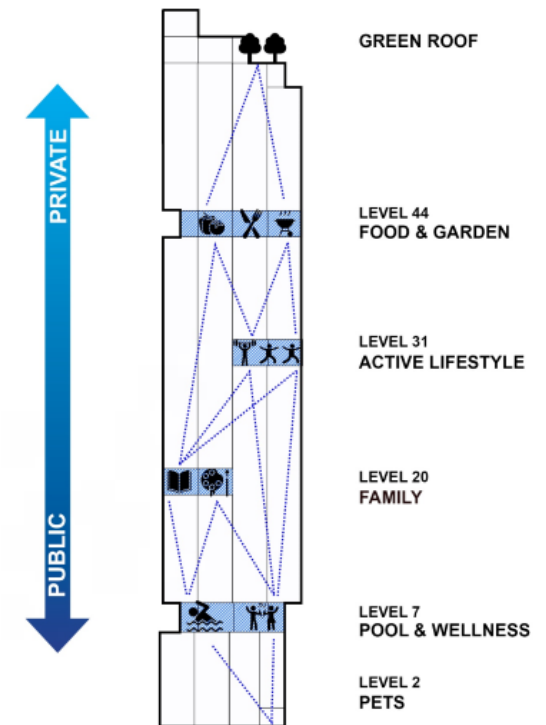 GREEN ROOF
PRIVATE
LEVEL 44
FOOD & GARDEN
LEVEL 31
ACTIVE LIFESTYLE
LEVEL 20
FAMILY
PUBLIC
LEVEL 7
POOL & WELLNESS
LEVEL 2
PETS